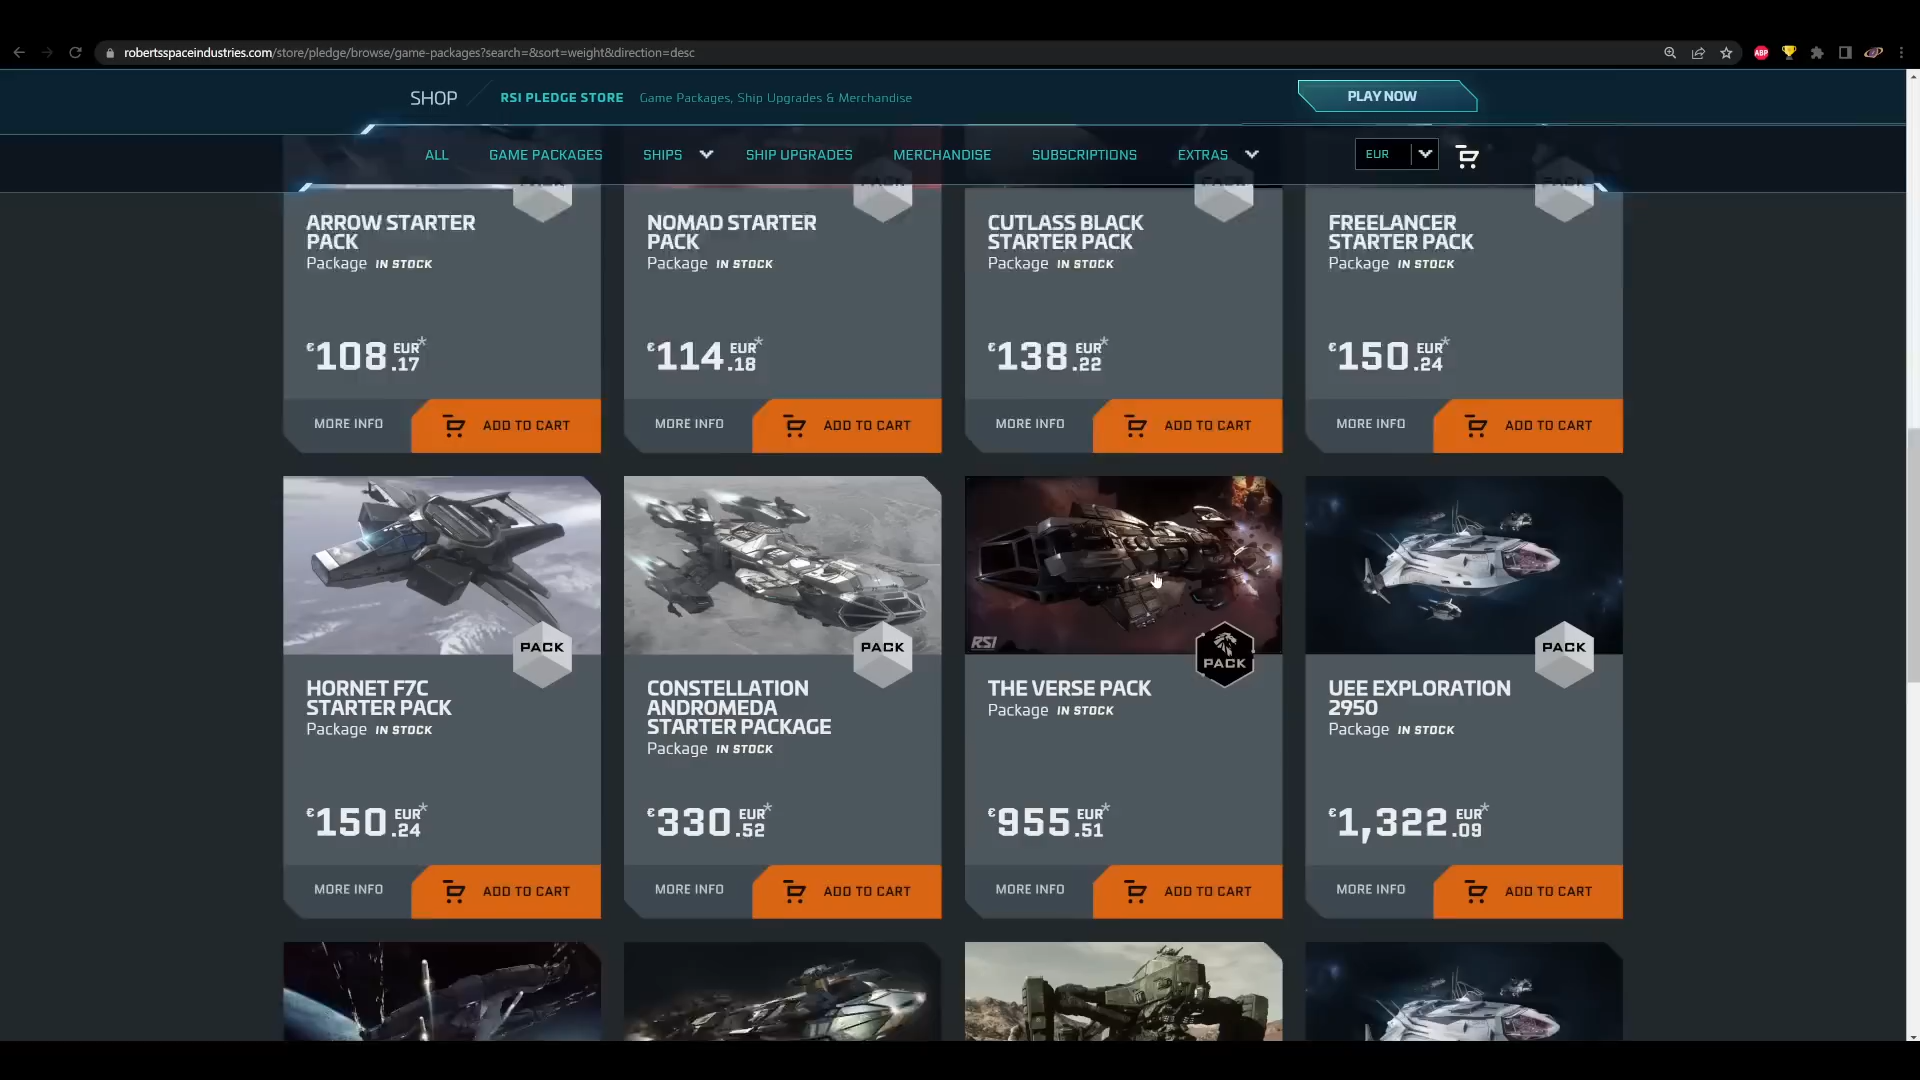 robertsspaceindustries.com/store/pledge/browse/game-packages?search=&sort=weight&direction=desc
ABP
SHOP
RSI PLEDGE STORE
Game Packages, Ship Upgrades & Merchandise
PLAY NOW
ALL
GAME PACKAGES
SHIPS
SHIP UPGRADES
MERCHANDISE
SUBSCRIPTIONS
EXTRAS
EUR
PACK
PACK
PACK
PACK
ARROW STARTER
PACK
Package IN STOCK
€108.17 EUR*
MORE INFO
ADD TO CART
NOMAD STARTER
PACK
Package IN STOCK
€114.18 EUR*
MORE INFO
ADD TO CART
CUTLASS BLACK
STARTER PACK
Package IN STOCK
€138.22 EUR*
MORE INFO
ADD TO CART
FREELANCER
STARTER PACK
Package IN STOCK
€150.24 EUR*
MORE INFO
ADD TO CART
PACK
HORNET F7C
STARTER PACK
Package IN STOCK
€150.24 EUR*
MORE INFO
ADD TO CART
PACK
CONSTELLATION
ANDROMEDA
STARTER PACKAGE
Package IN STOCK
€330.52 EUR*
MORE INFO
ADD TO CART
RSI
PACK
THE VERSE PACK
Package IN STOCK
€955.51 EUR*
MORE INFO
ADD TO CART
PACK
UEE EXPLORATION
2950
Package IN STOCK
€1,322.09 EUR*
MORE INFO
ADD TO CART